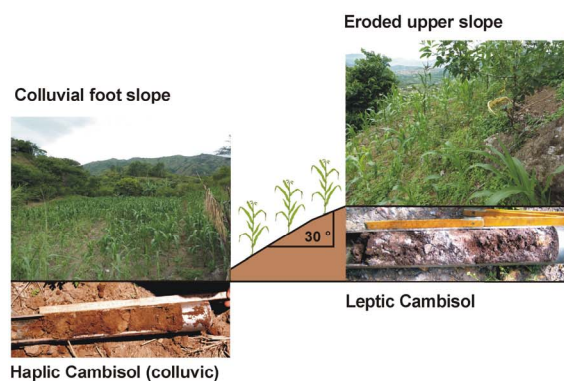 Eroded upper slope
Colluvial foot slope
30 °
Leptic Cambisol
Haplic Cambisol (colluvic)